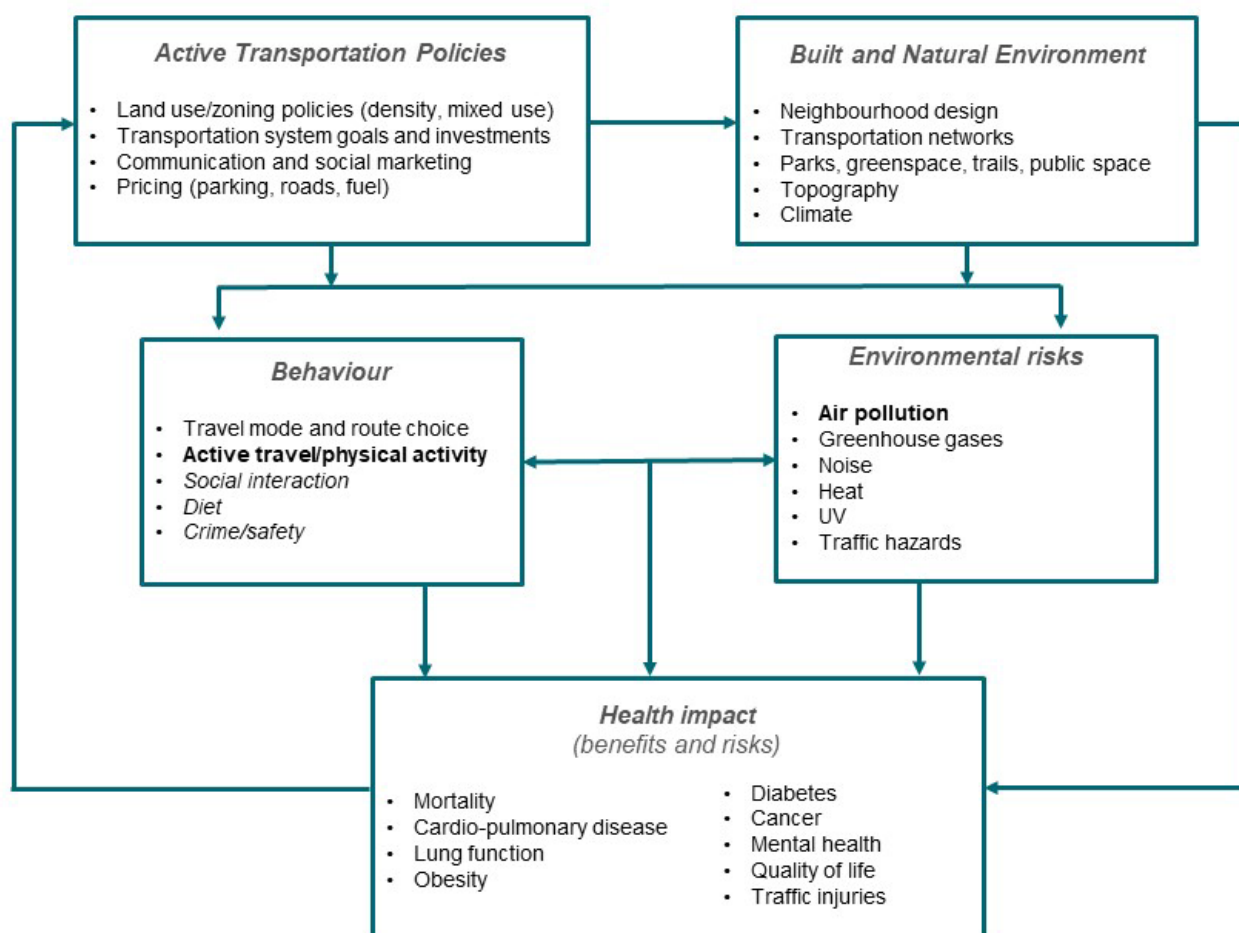 Active Transportation Policies
• Land use/zoning policies (density, mixed use)
• Transportation system goals and investments
• Communication and social marketing
• Pricing (parking, roads, fuel)
Built and Natural Environment
• Neighbourhood design
• Transportation networks
• Parks, greenspace, trails, public space
• Topography
• Climate
Behaviour
• Travel mode and route choice
• Active travel/physical activity
• Social interaction
• Diet
• Crime/safety
Environmental risks
• Air pollution
• Greenhouse gases
• Noise
• Heat
• UV
• Traffic hazards
Health impact
(benefits and risks)
• Mortality
• Cardio-pulmonary disease
• Lung function
• Obesity
• Diabetes
• Cancer
• Mental health
• Quality of life
• Traffic injuries